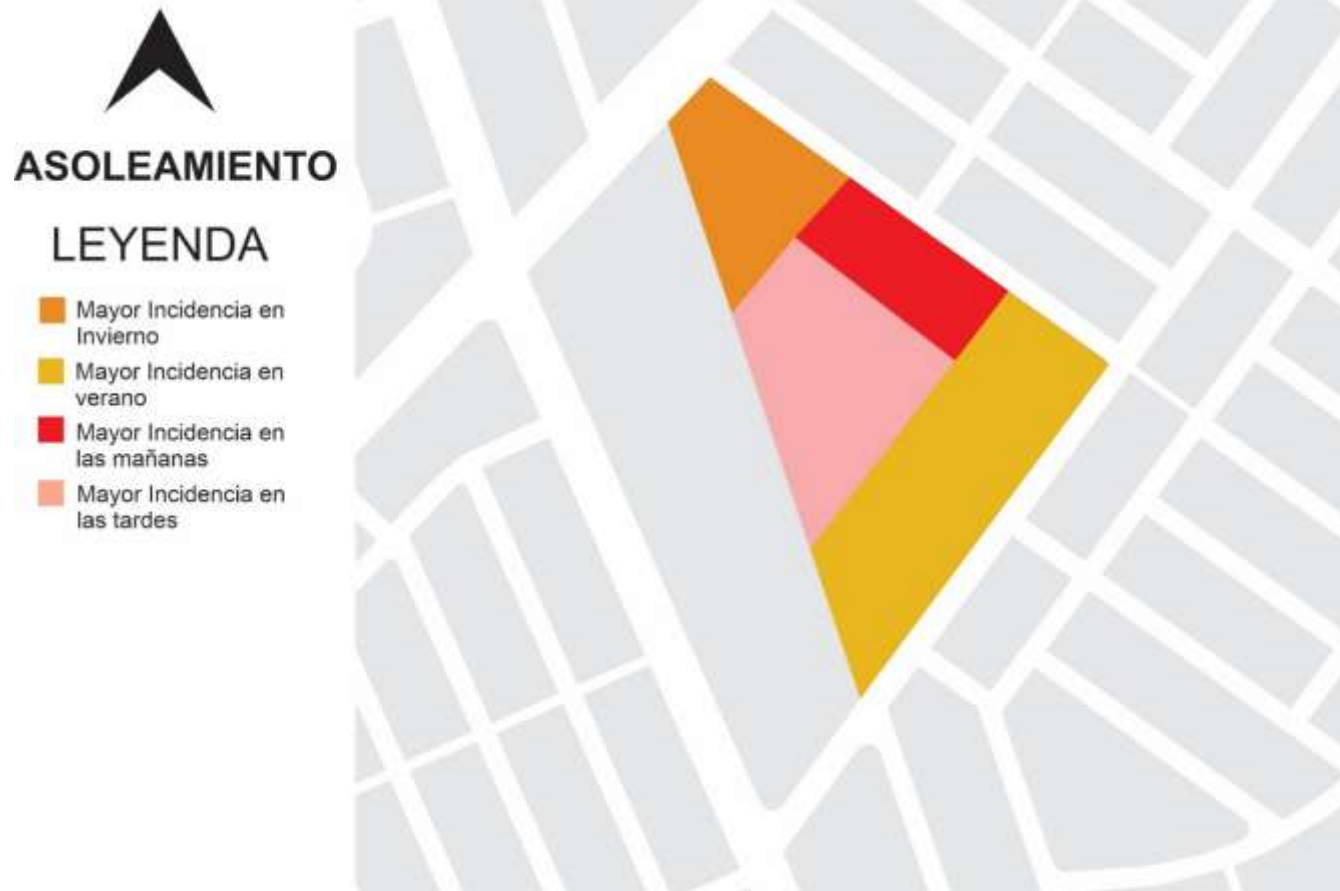 ASOLEAMIENTO
LEYENDA
Mayor Incidencia en
Invierno
Mayor Incidencia en
verano
Mayor Incidencia en
las mañanas
Mayor Incidencia en
las tardes